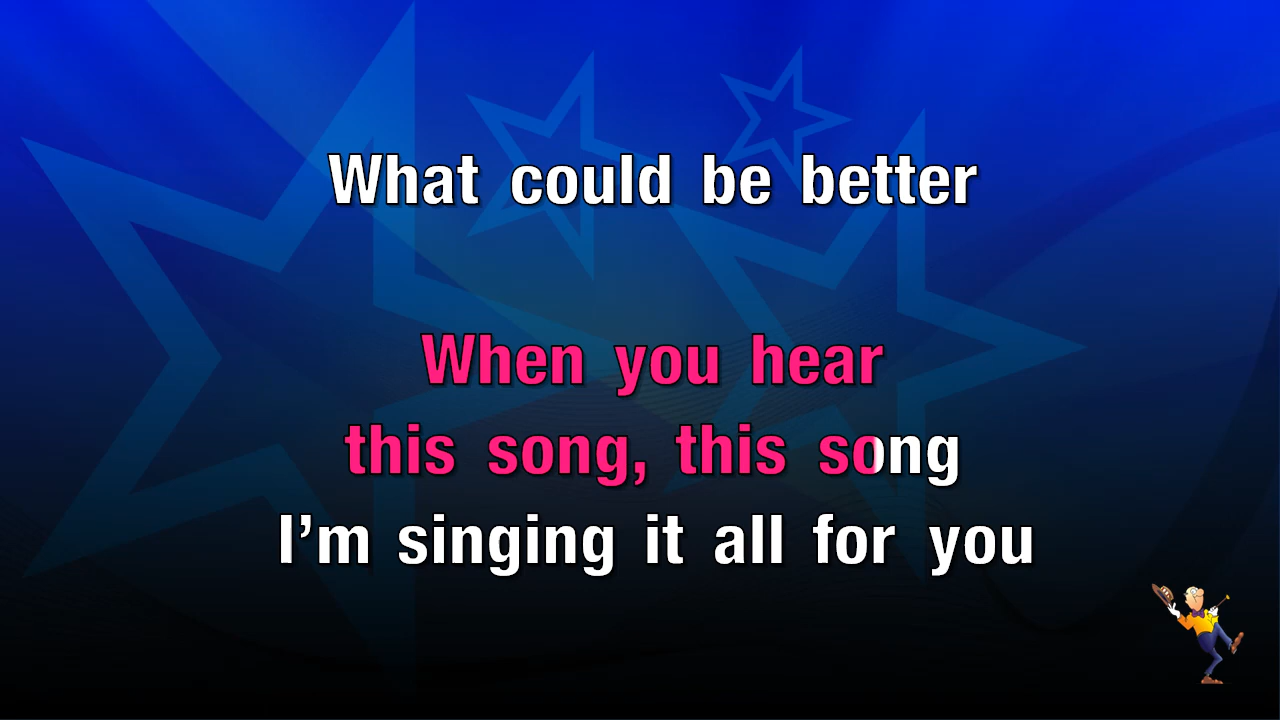 What could be better
When you hear
this song, this song
I’m singing it all for you